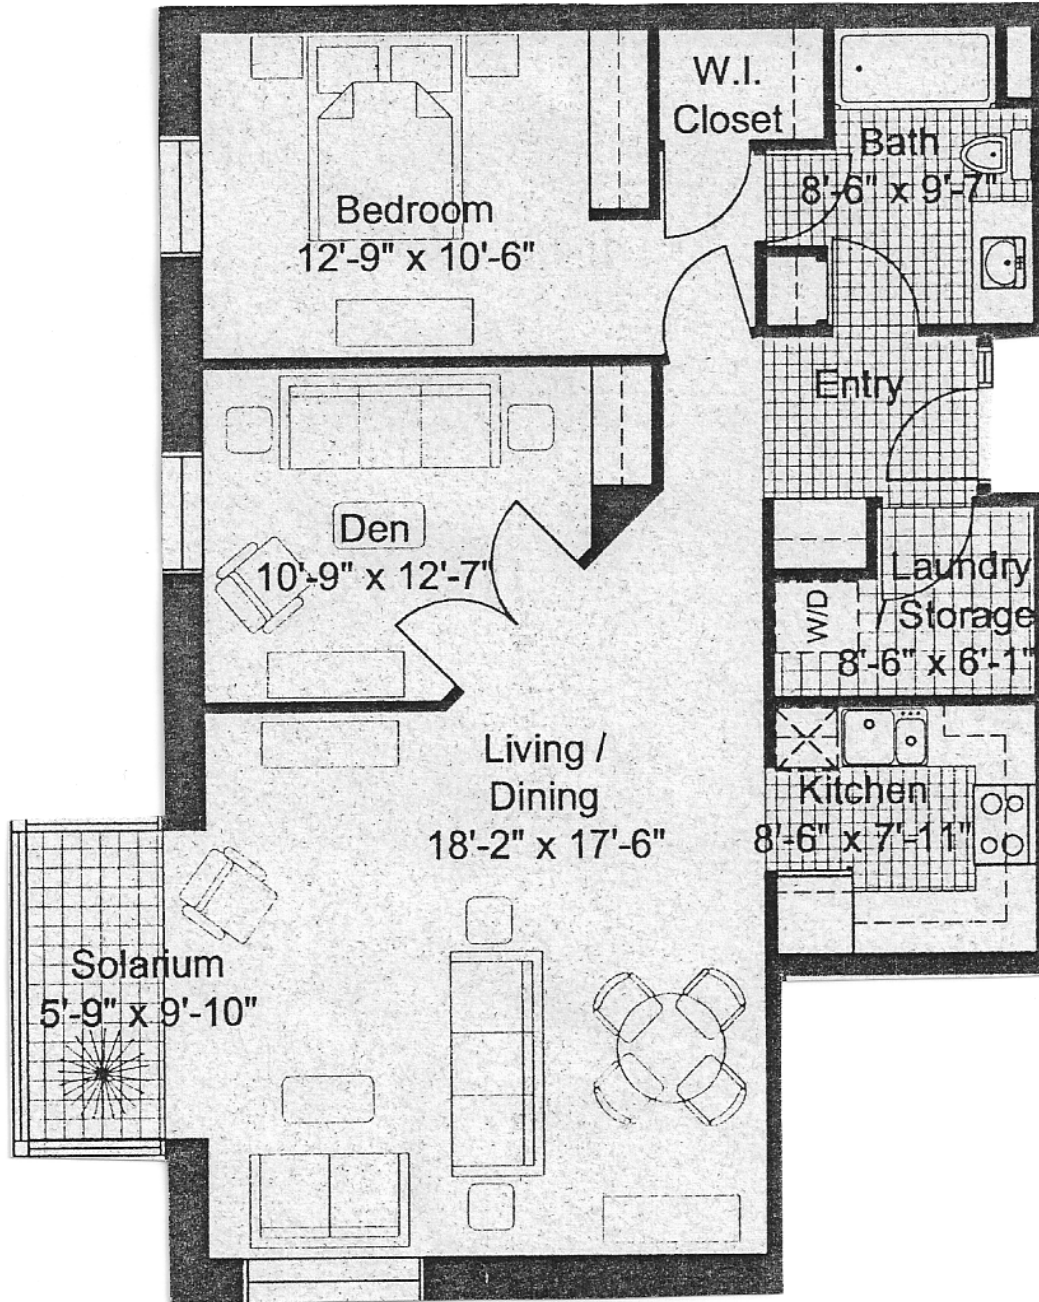 W.I.
Closet
Bath
8'-6" x 9'-7"
Bedroom
12'-9" x 10'-6"
Entry
Den
10'-9" x 12'-7"
Laundry
Storage
8'-6" x 6'-1"
W/D
Living /
Dining
18'-2" x 17'-6"
Kitchen
8'-6" x 7'-11"
Solarium
5'-9" x 9'-10"